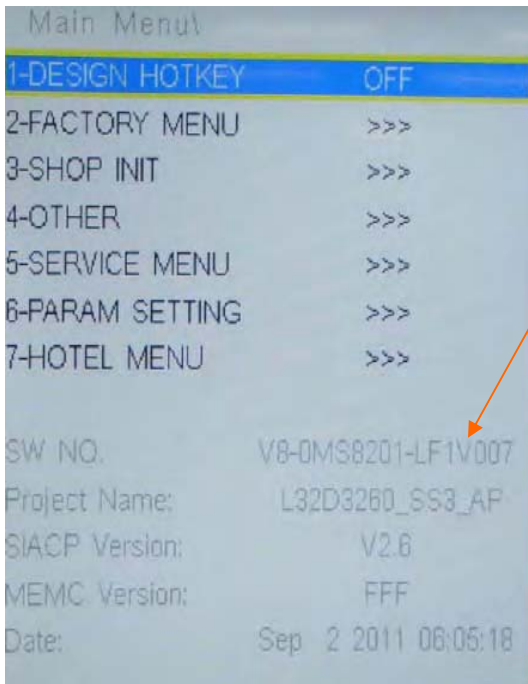 Main Menu\
1-DESIGN HOTKEY OFF
2-FACTORY MENU >>>
3-SHOP INIT >>>
4-OTHER >>>
5-SERVICE MENU >>>
6-PARAM SETTING >>>
7-HOTEL MENU >>>
SW NO. V8-0MS8201-LF1V007
Project Name: L32D3260_SS3_AP
SIACP Version: V2.6
MEMC Version: FFF
Date: Sep 2 2011 06:05:18